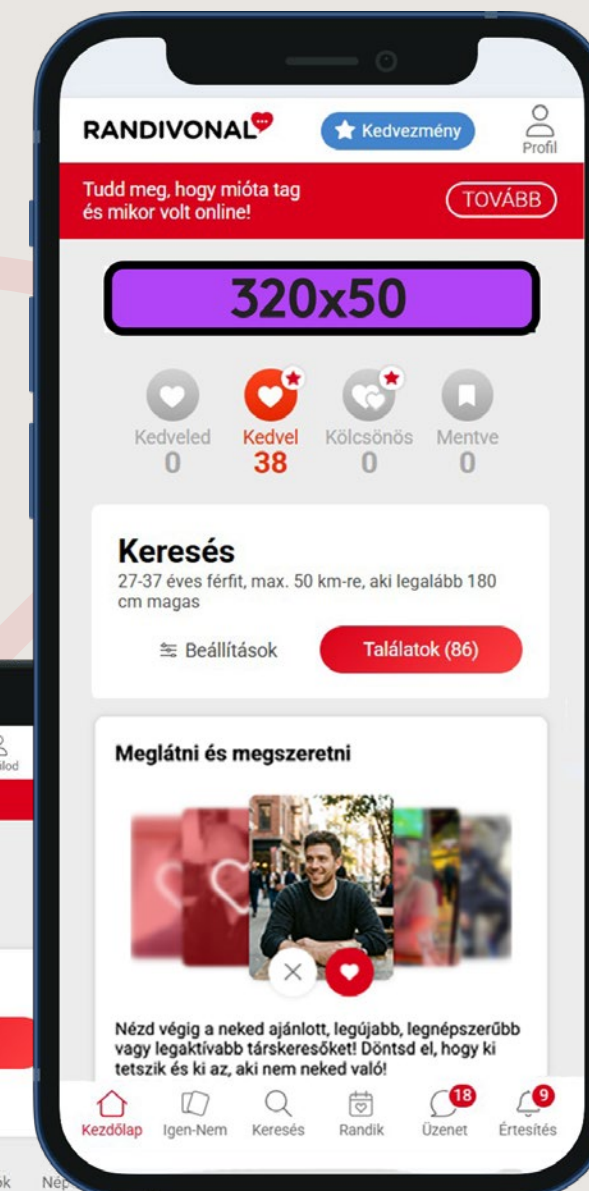 RANDIVONAL
Kedvezmény
Profil
Tudd meg, hogy mióta tag
és mikor volt online!
TOVÁBB
320x50
Kedveled
0
Kedvel
38
Kölcsönös
0
Mentve
0
Keresés
27-37 éves férfit, max. 50 km-re, aki legalább 180
cm magas
Beállítások
Találatok (86)
Meglátni és megszeretni
Nézd végig a neked ajánlott, legújabb, legnépszerűbb
vagy legaktívabb társkeresőket! Döntsd el, hogy ki
tetszik és ki az, aki nem neked való!
18
9
Kezdőlap
Igen-Nem
Keresés
Randik
Üzenet
Értesítés